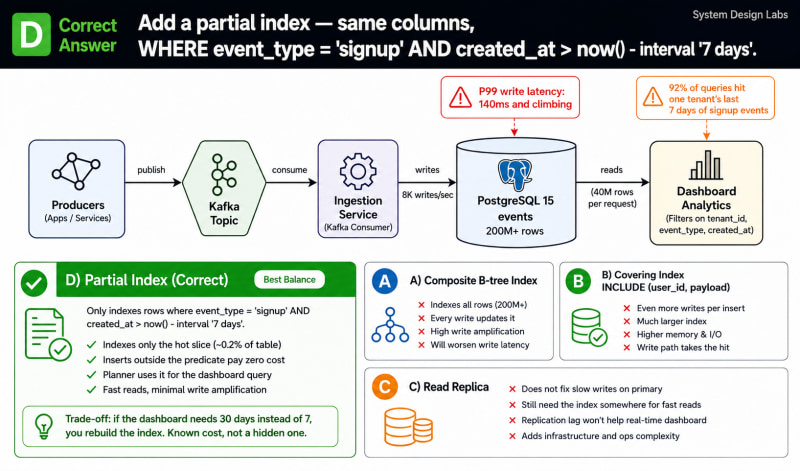 System Design Labs
D
Correct
Answer
Add a partial index — same columns,
WHERE event_type = 'signup' AND created_at > now() - interval '7 days'.
P99 write latency:
140ms and climbing
92% of queries hit
one tenant's last
7 days of signup events
Producers
(Apps / Services)
publish
Kafka
Topic
consume
Ingestion
Service
(Kafka Consumer)
writes
8K writes/sec
PostgreSQL 15
events
200M+ rows
reads
(40M rows
per request)
Dashboard
Analytics
(Filters on tenant_id,
event_type, created_at)
D) Partial Index (Correct)
Best Balance
Only indexes rows where event_type = 'signup' AND
created_at > now() - interval '7 days'.
Indexes only the hot slice (~0.2% of table)
Inserts outside the predicate pay zero cost
Planner uses it for the dashboard query
Fast reads, minimal write amplification
Trade-off: if the dashboard needs 30 days instead of 7,
you rebuild the index. Known cost, not a hidden one.
A
A) Composite B-tree Index
Indexes all rows (200M+)
Every write updates it
High write amplification
Will worsen write latency
B
B) Covering Index
INCLUDE (user_id, payload)
Even more writes per insert
Much larger index
Higher memory & I/O
Write path takes the hit
C
C) Read Replica
Does not fix slow writes on primary
Still need the index somewhere for fast reads
Replication lag won't help real-time dashboard
Adds infrastructure and ops complexity